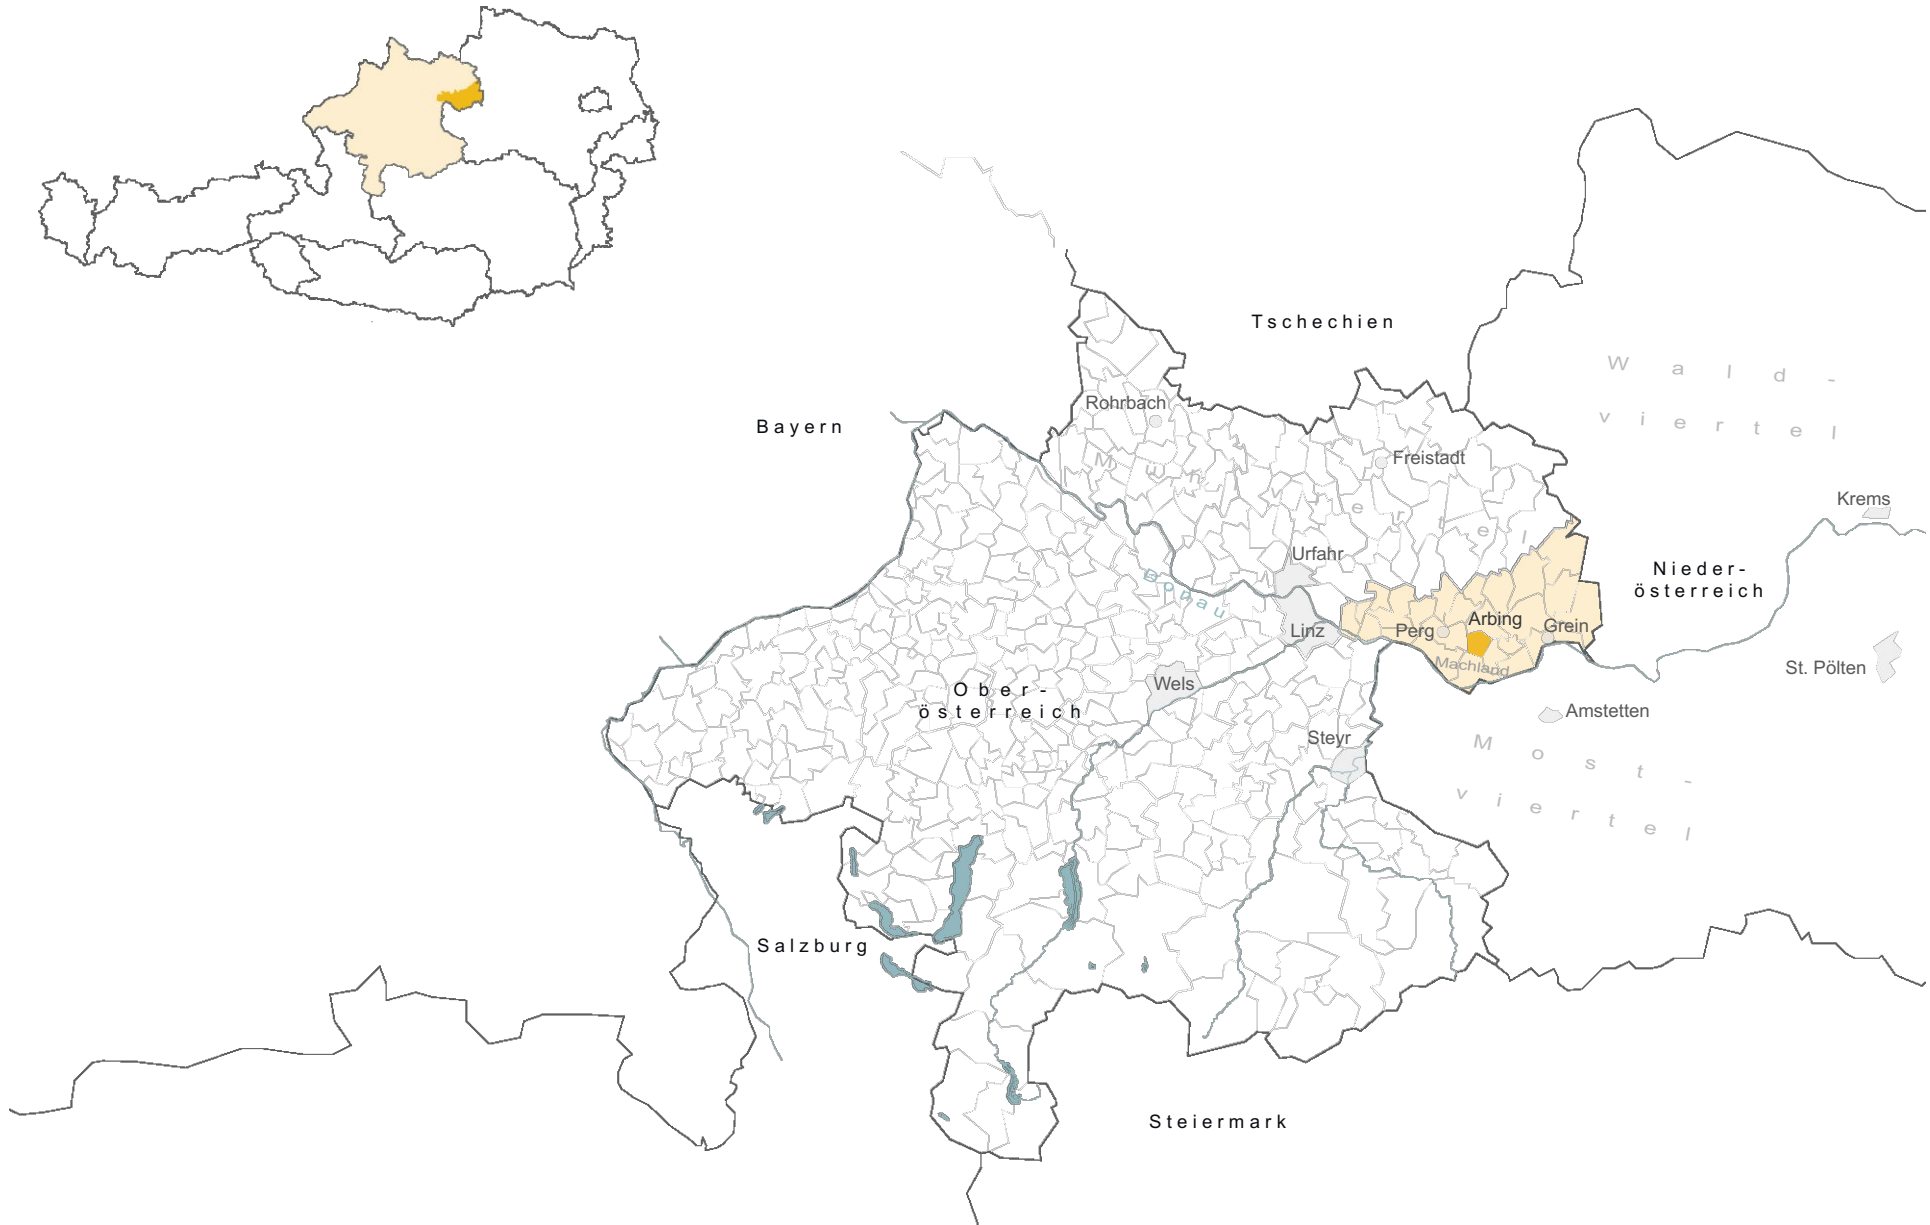 Tschechien
Wald-
viertel
Rohrbach
Bayern
Mühlviertel
Freistadt
Krems
Urfahr
Nieder-
österreich
Donau
Linz
Perg
Arbing
Grein
Machland
St. Pölten
Wels
Ober-
österreich
Amstetten
Steyr
Most-
viertel
Salzburg
Steiermark